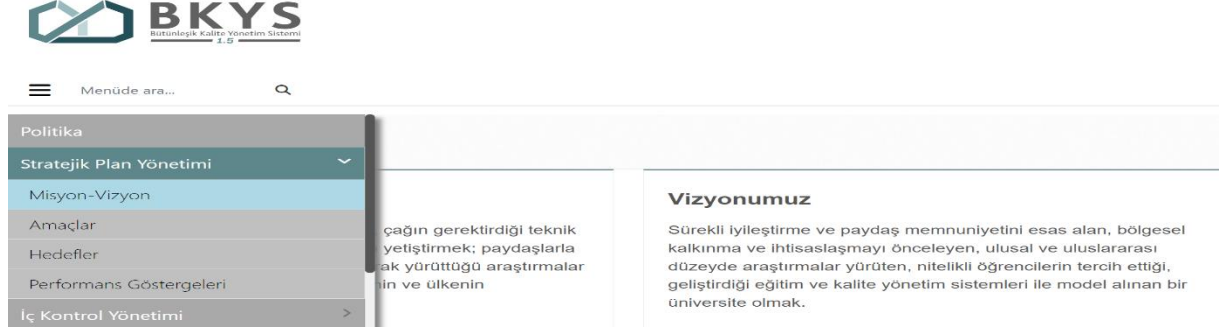 BKYS
Bütünleşik Kalite Yönetim Sistemi
1.5
Menüde ara...
Politika
Stratejik Plan Yönetimi
Misyon-Vizyon
Amaçlar
Hedefler
Performans Göstergeleri
İç Kontrol Yönetimi
çağın gerektirdiği teknik
yetiştirmek; paydaşlarla
yürüttüğü araştırmalar
ve ülkenin
Vizyonumuz
Sürekli iyileştirme ve paydaş memnuniyetini esas alan, bölgesel
kalkınma ve ihtisaslaşmayı önceleyen, ulusal ve uluslararası
düzeyde araştırmalar yürüten, nitelikli öğrencilerin tercih ettiği,
geliştirdiği eğitim ve kalite yönetim sistemleri ile model alınan bir
üniversite olmak.